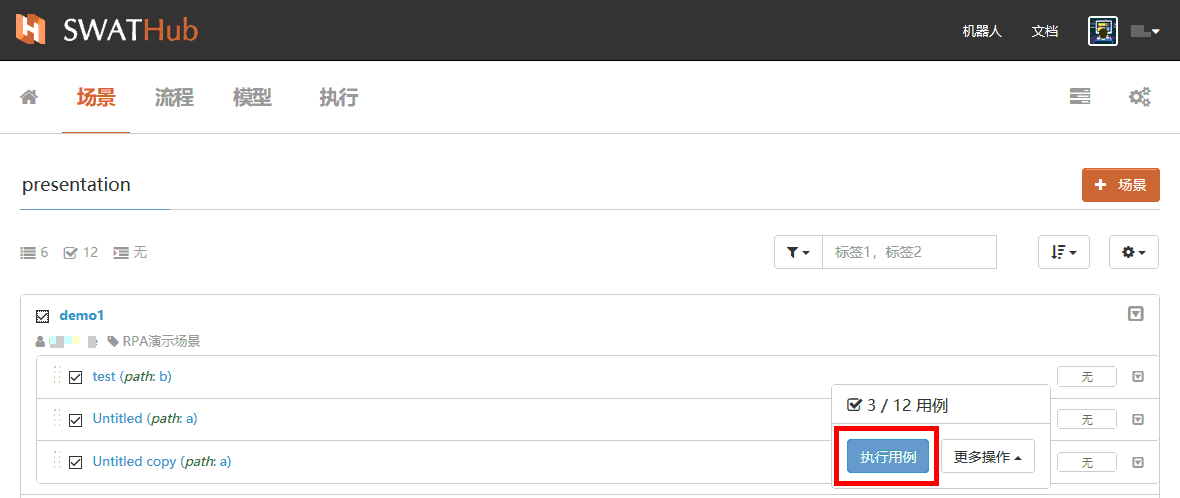 SWATHub 机器人 文档
场景 流程 模型 执行
presentation
场景
6 12 无 标签1，标签2
demo1
RPA演示场景
test (path: b) 无
3 / 12 用例
Untitled (path: a) 无
执行用例 更多操作
Untitled copy (path: a) 无